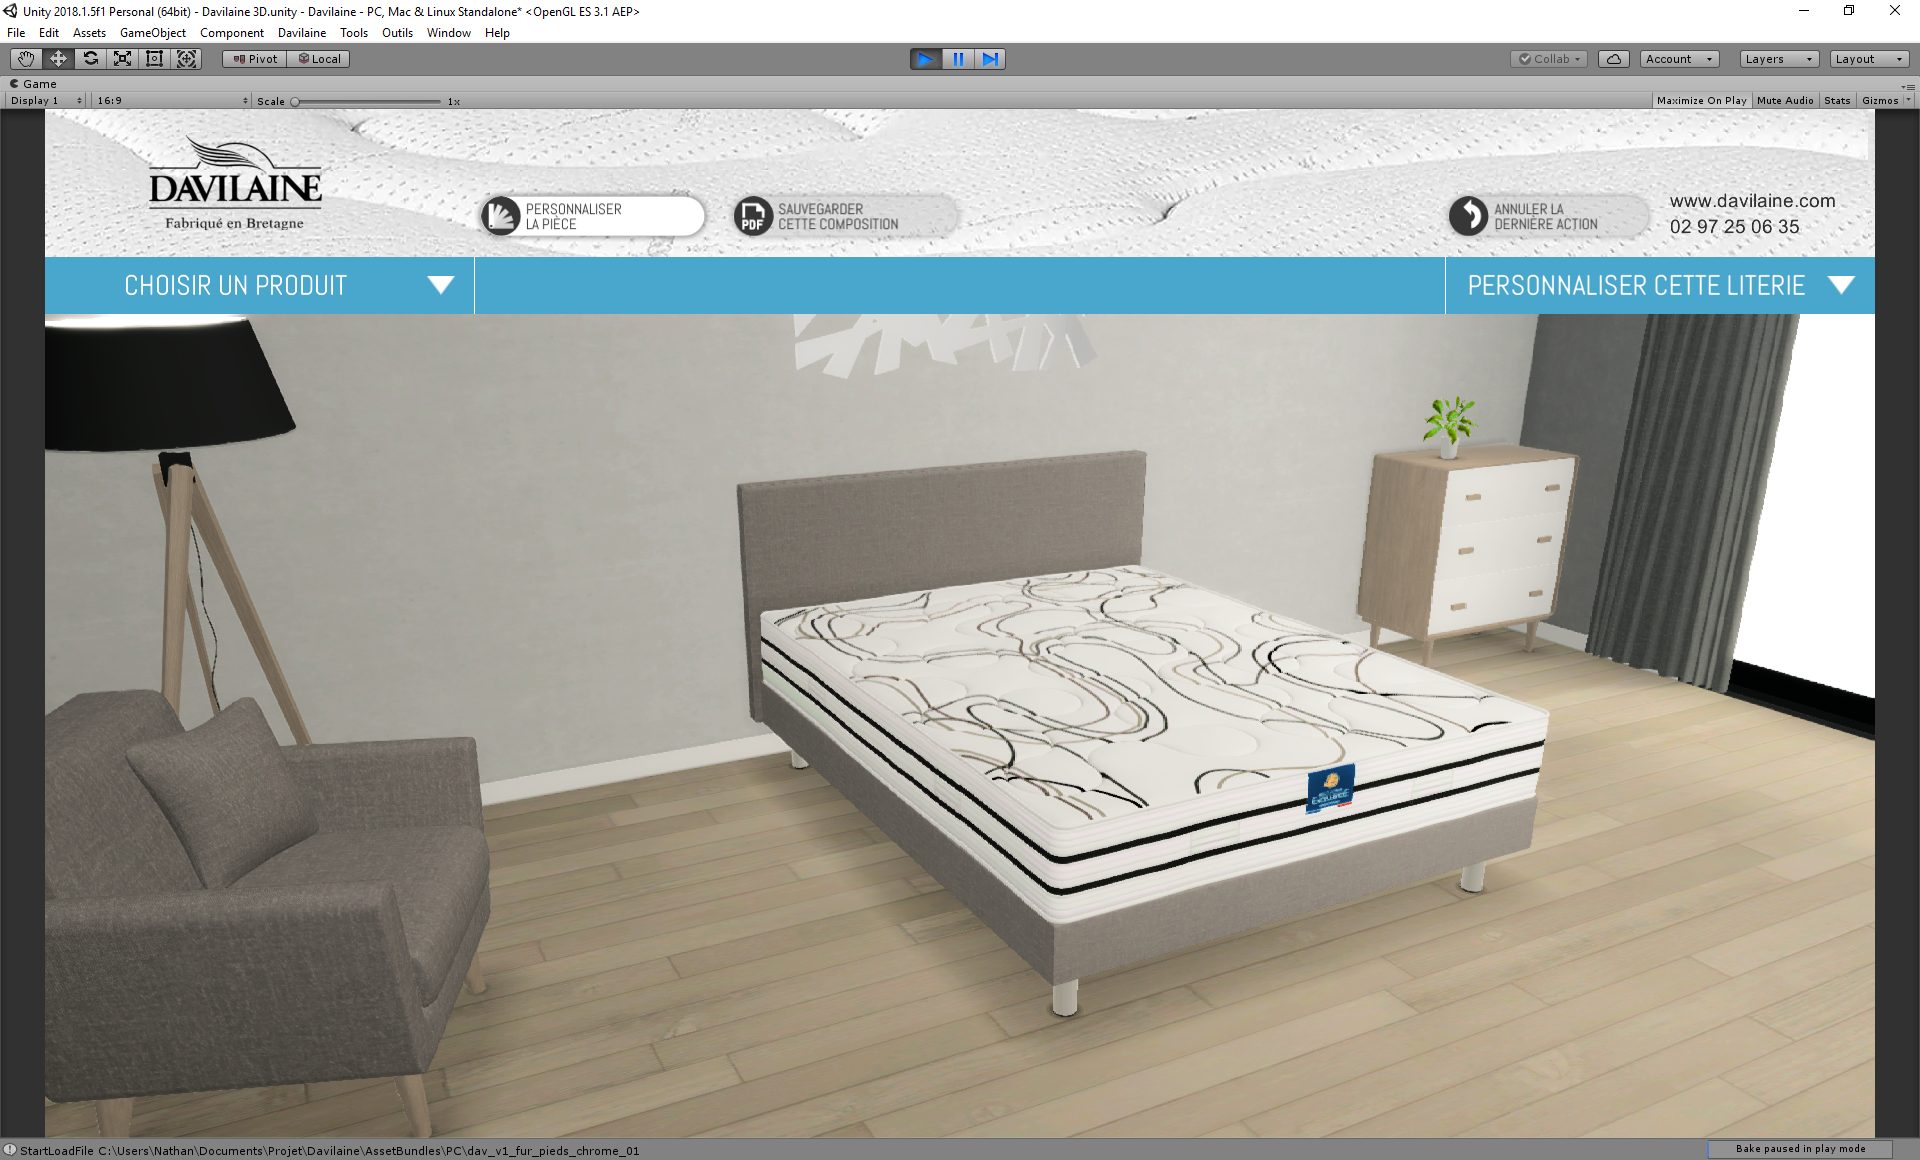 Unity 2018.1.5f1 Personal (64bit) - Davilaine 3D.unity - Davilaine - PC, Mac & Linux Standalone* <OpenGL ES 3.1 AEP>
File Edit Assets GameObject Component Davilaine Tools Outils Window Help
Pivot Local Collab Account Layers Layout
Game
Display 1 16:9 Scale 1x Maximize On Play Mute Audio Stats Gizmos
DAVILAINE
Fabriqué en Bretagne
PERSONNALISER
LA PIÈCE
PDF
SAUVEGARDER
CETTE COMPOSITION
ANNULER LA
DERNIÈRE ACTION
www.davilaine.com
02 97 25 06 35
CHOISIR UN PRODUIT
PERSONNALISER CETTE LITERIE
EXCELLENCE
StartLoadFile C:\Users\Nathan\Documents\Projet\Davilaine\AssetBundles\PC\dav_v1_fur_pieds_chrome_01
Bake paused in play mode